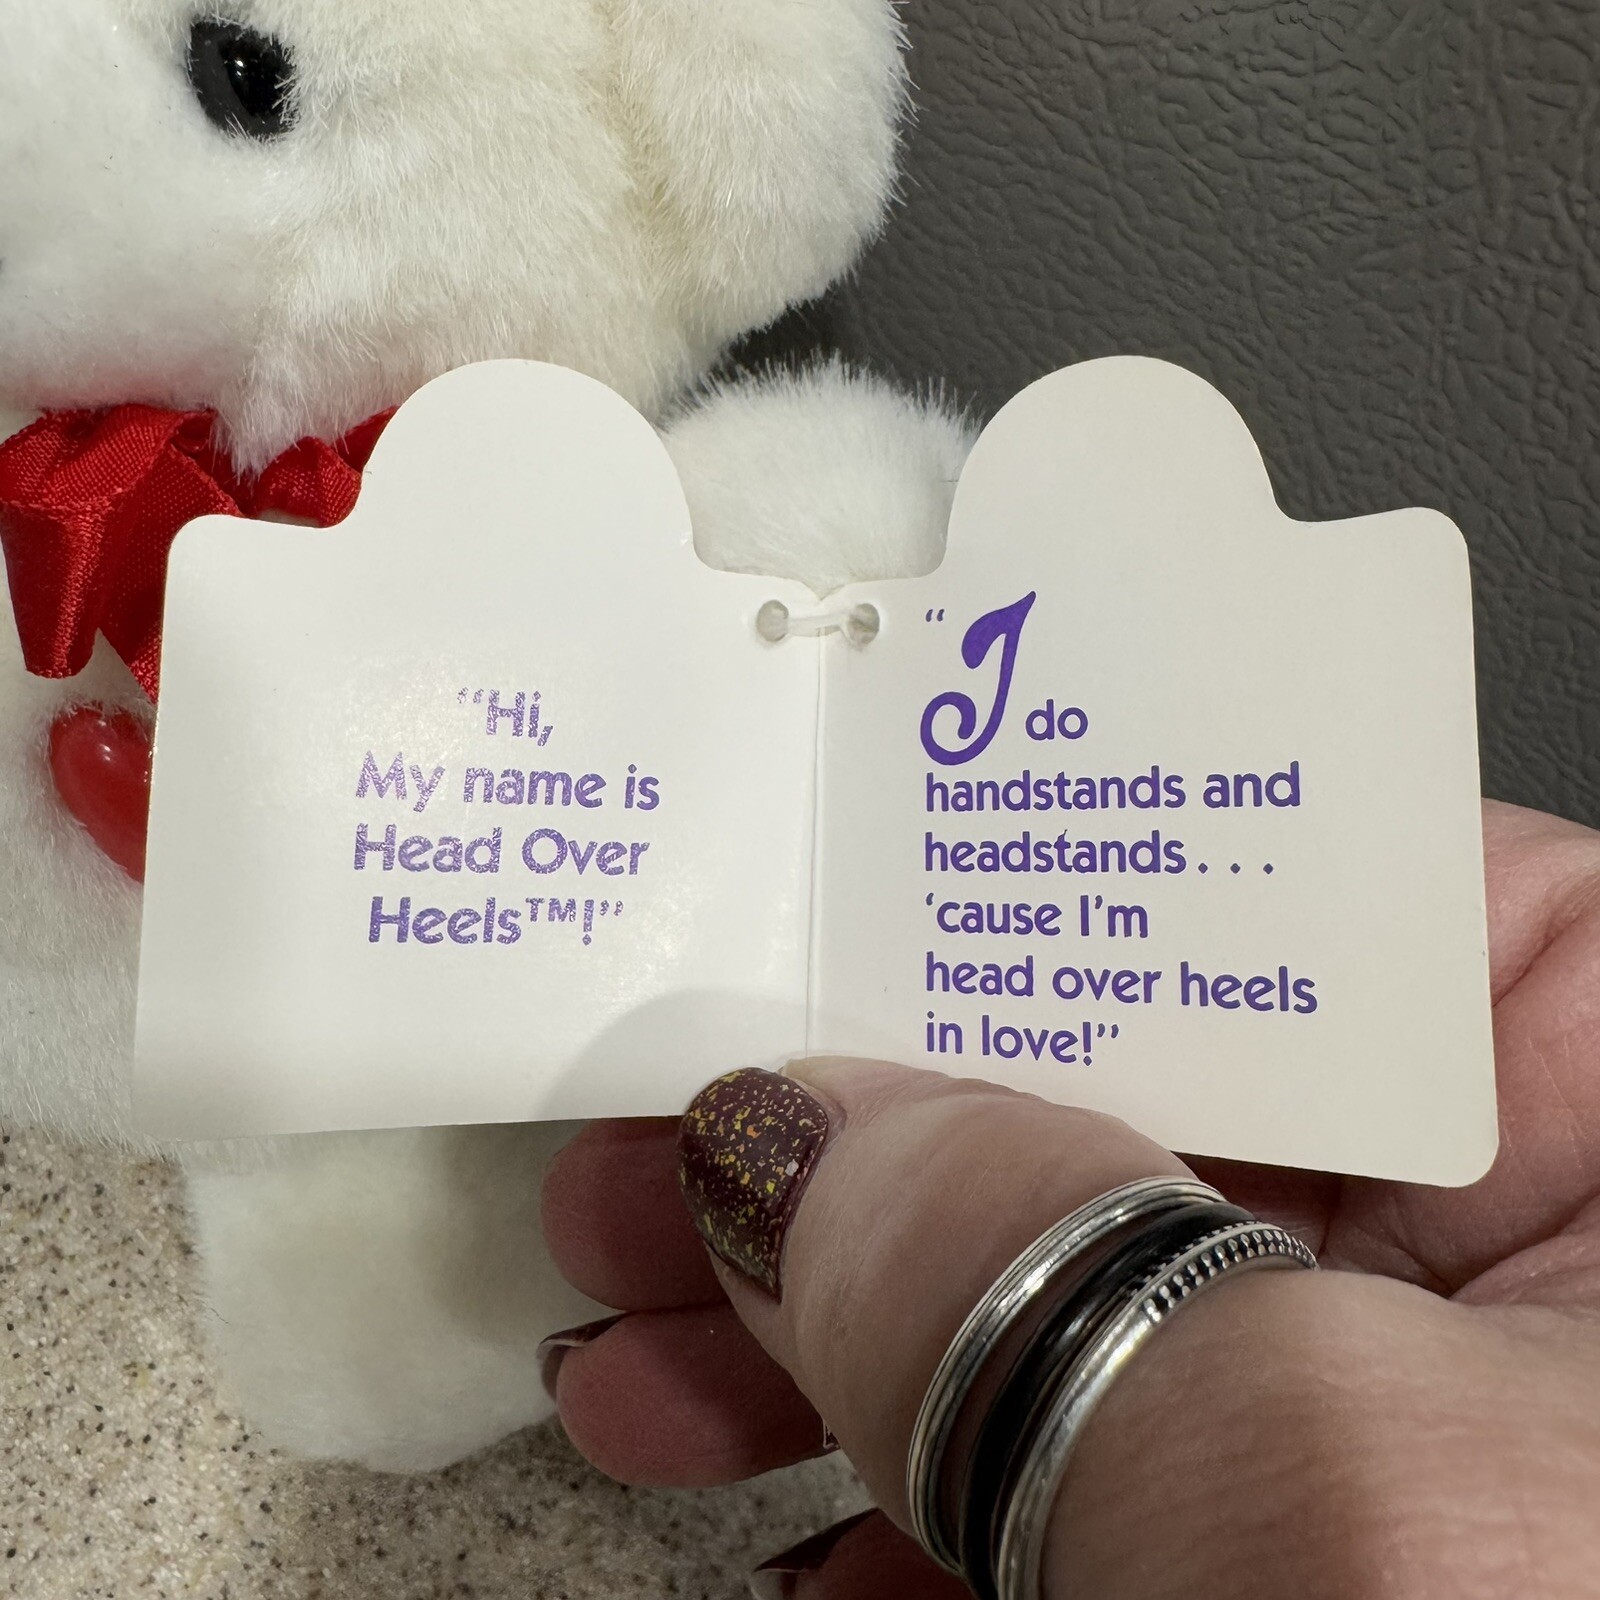 “Hi,
My name is
Head Over
Heels™!”
“I do
handstands and
headstands...
‘cause I’m
head over heels
in love!”